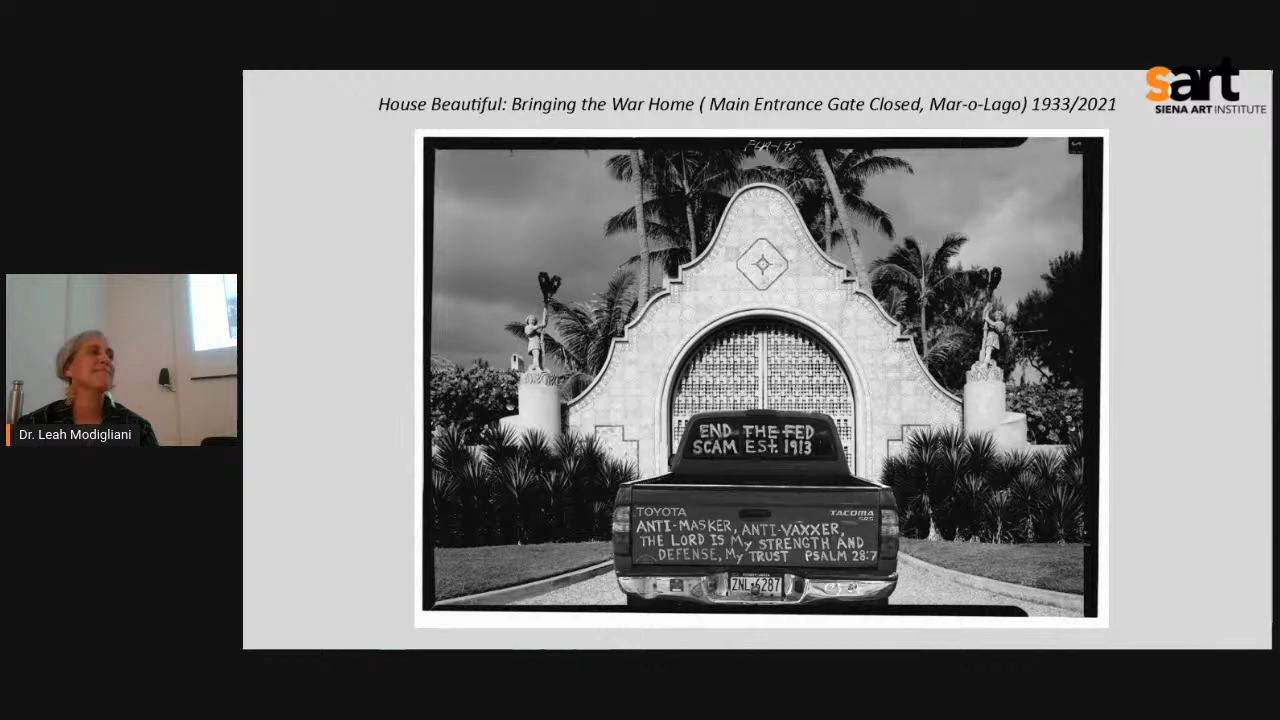 House Beautiful: Bringing the War Home ( Main Entrance Gate Closed, Mar-o-Lago) 1933/2021
sart
SIENA ART INSTITUTE
END THE FED
SCAM EST. 1913
TOYOTA
TACOMA
SR5
ANTI-MASKER, ANTI-VAXXER,
THE LORD IS My STRENGTH AND
DEFENSE, My TRUST PSALM 28:7
ZNL-6287
Dr. Leah Modigliani